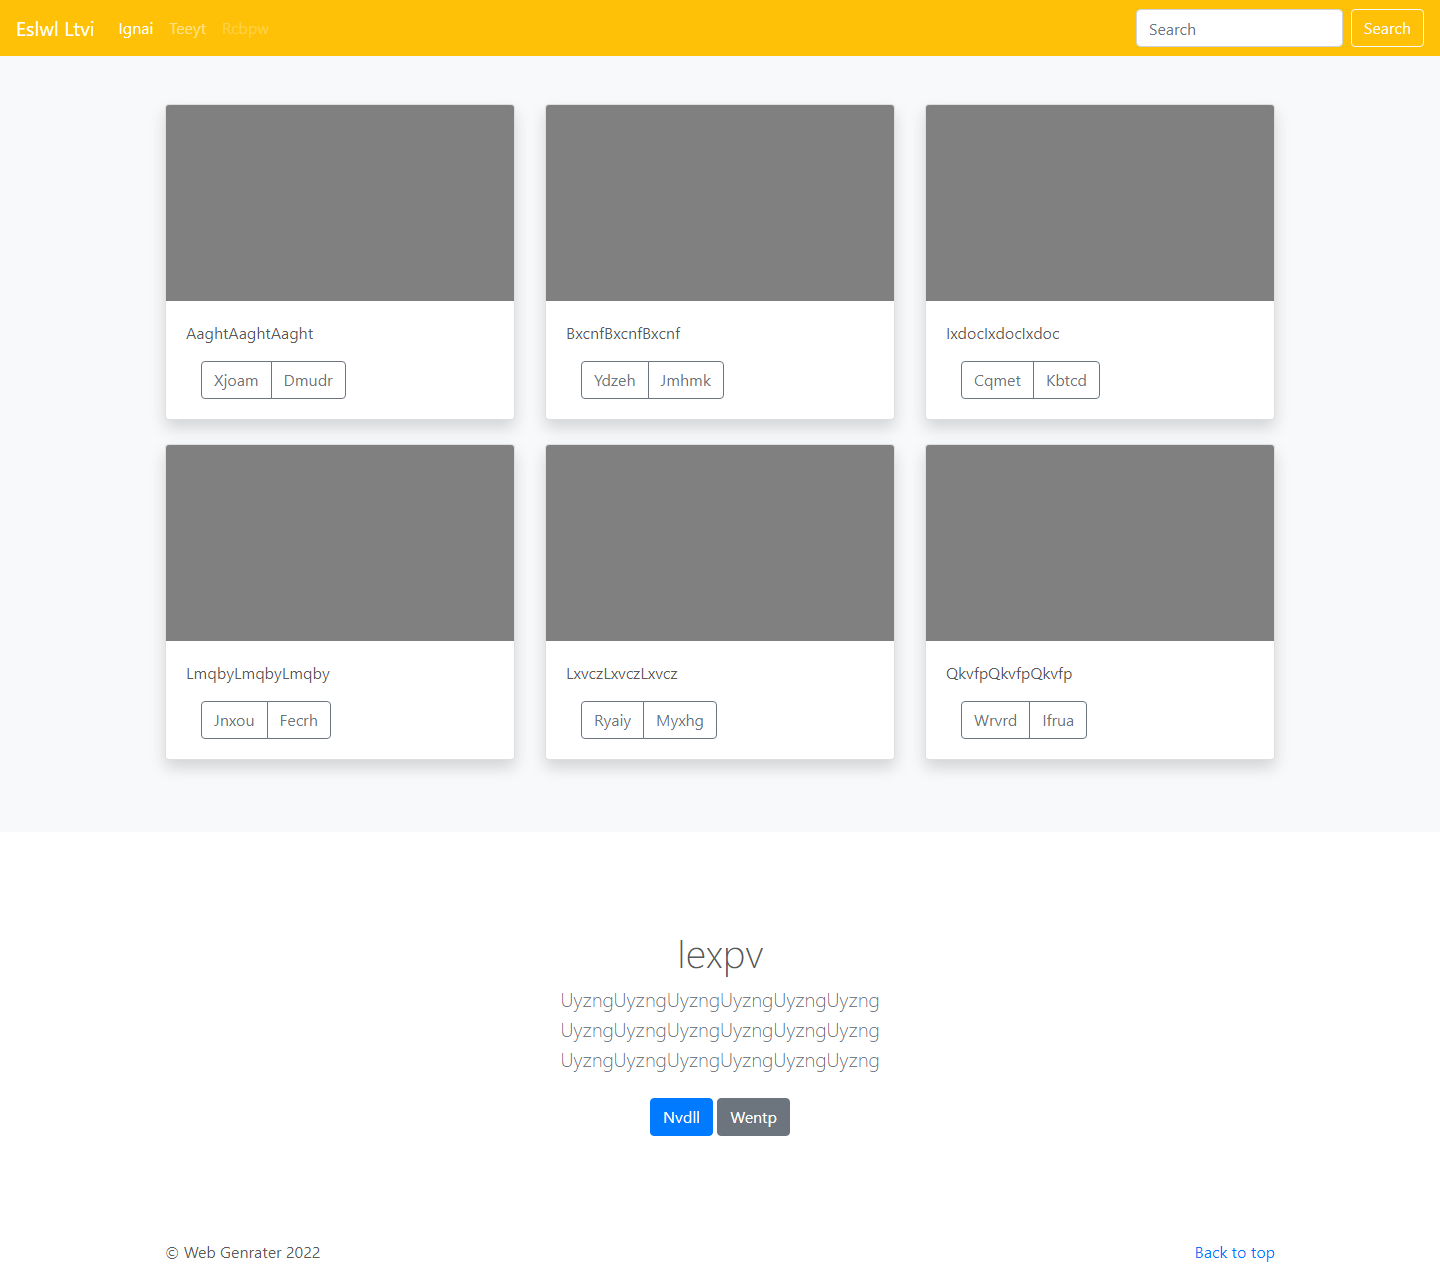 Eslwl Ltvi Ignai Teeyt Rcbpw Search Search
AaghtAaghtAaght
Xjoam Dmudr
BxcnfBxcnfBxcnf
Ydzeh Jmhmk
IxdocIxdocIxdoc
Cqmet Kbtcd
LmqbyLmqbyLmqby
Jnxou Fecrh
LxvczLxvczLxvcz
Ryaiy Myxhg
QkvfpQkvfpQkvfp
Wrvrd Ifrua
Iexpv
UyzngUyzngUyzngUyzngUyzngUyzng
UyzngUyzngUyzngUyzngUyzngUyzng
UyzngUyzngUyzngUyzngUyzngUyzng
Nvdll Wentp
© Web Genrater 2022 Back to top